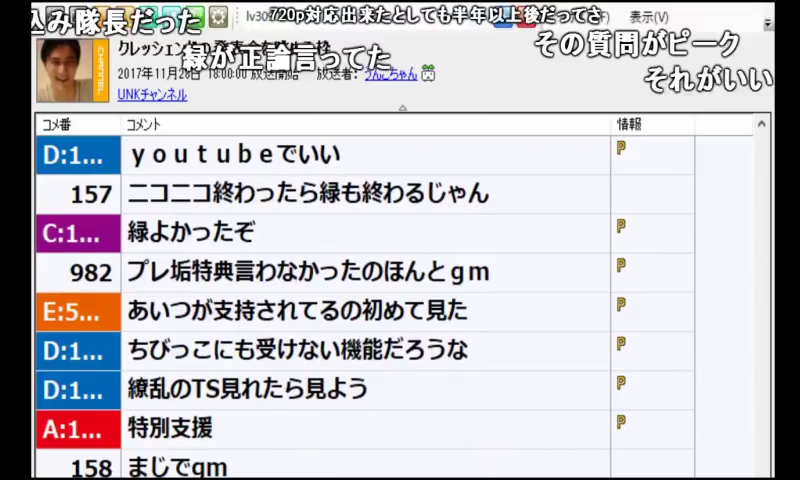 込み隊長だった
720p対応出来たとしても半年以上後だってさ
lv30
表示(V)
緑が正論言ってた
その質問がピーク
それがいい
2017年11月28日 18:00:00 放送開始 放送者: うんこちゃん
UNKチャンネル
CHANNEL
コメ番 コメント 情報
D:1... ｙｏｕｔｕｂｅでいい P
157 ニコニコ終わったら緑も終わるじゃん
C:1... 緑よかったぞ P
982 プレ垢特典言わなかったのほんとｇｍ P
E:5... あいつが支持されてるの初めて見た P
D:1... ちびっこにも受けない機能だろうな P
D:1... 繚乱のTS見れたら見よう P
A:1... 特別支援 P
158 まじでgm